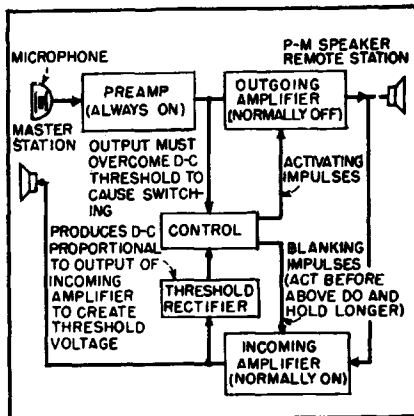 MICROPHONE
PREAMP
(ALWAYS ON)
P-M SPEAKER
REMOTE STATION
OUTGOING
AMPLIFIER
(NORMALLY OFF)
MASTER
STATION
OUTPUT MUST
OVERCOME D-C
THRESHOLD TO
CAUSE SWITCH-
ING
ACTIVATING
IMPULSES
CONTROL
PRODUCES D-C
PROPORTIONAL
TO OUTPUT OF
INCOMING
AMPLIFIER
TO CREATE
THRESHOLD
VOLTAGE
THRESHOLD
RECTIFIER
BLANKING
IMPULSES
(ACT BEFORE
ABOVE DO AND
HOLD LONGER)
INCOMING
AMPLIFIER
(NORMALLY ON)